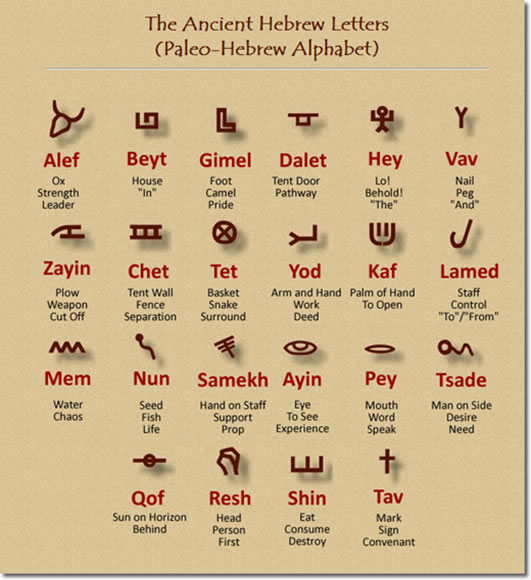 The Ancient Hebrew Letters
(Paleo-Hebrew Alphabet)
Alef
Ox
Strength
Leader
Beyt
House
"In"
Gimel
Foot
Camel
Pride
Dalet
Tent Door
Pathway
Hey
Lo!
Behold!
"The"
Vav
Nail
Peg
"And"
Zayin
Plow
Weapon
Cut Off
Chet
Tent Wall
Fence
Separation
Tet
Basket
Snake
Surround
Yod
Arm and Hand
Work
Deed
Kaf
Palm of Hand
To Open
Lamed
Staff
Control
"To"/"From"
Mem
Water
Chaos
Nun
Seed
Fish
Life
Samekh
Hand on Staff
Support
Prop
Ayin
Eye
To See
Experience
Pey
Mouth
Word
Speak
Tsade
Man on Side
Desire
Need
Qof
Sun on Horizon
Behind
Resh
Head
Person
First
Shin
Eat
Consume
Destroy
Tav
Mark
Sign
Convenant